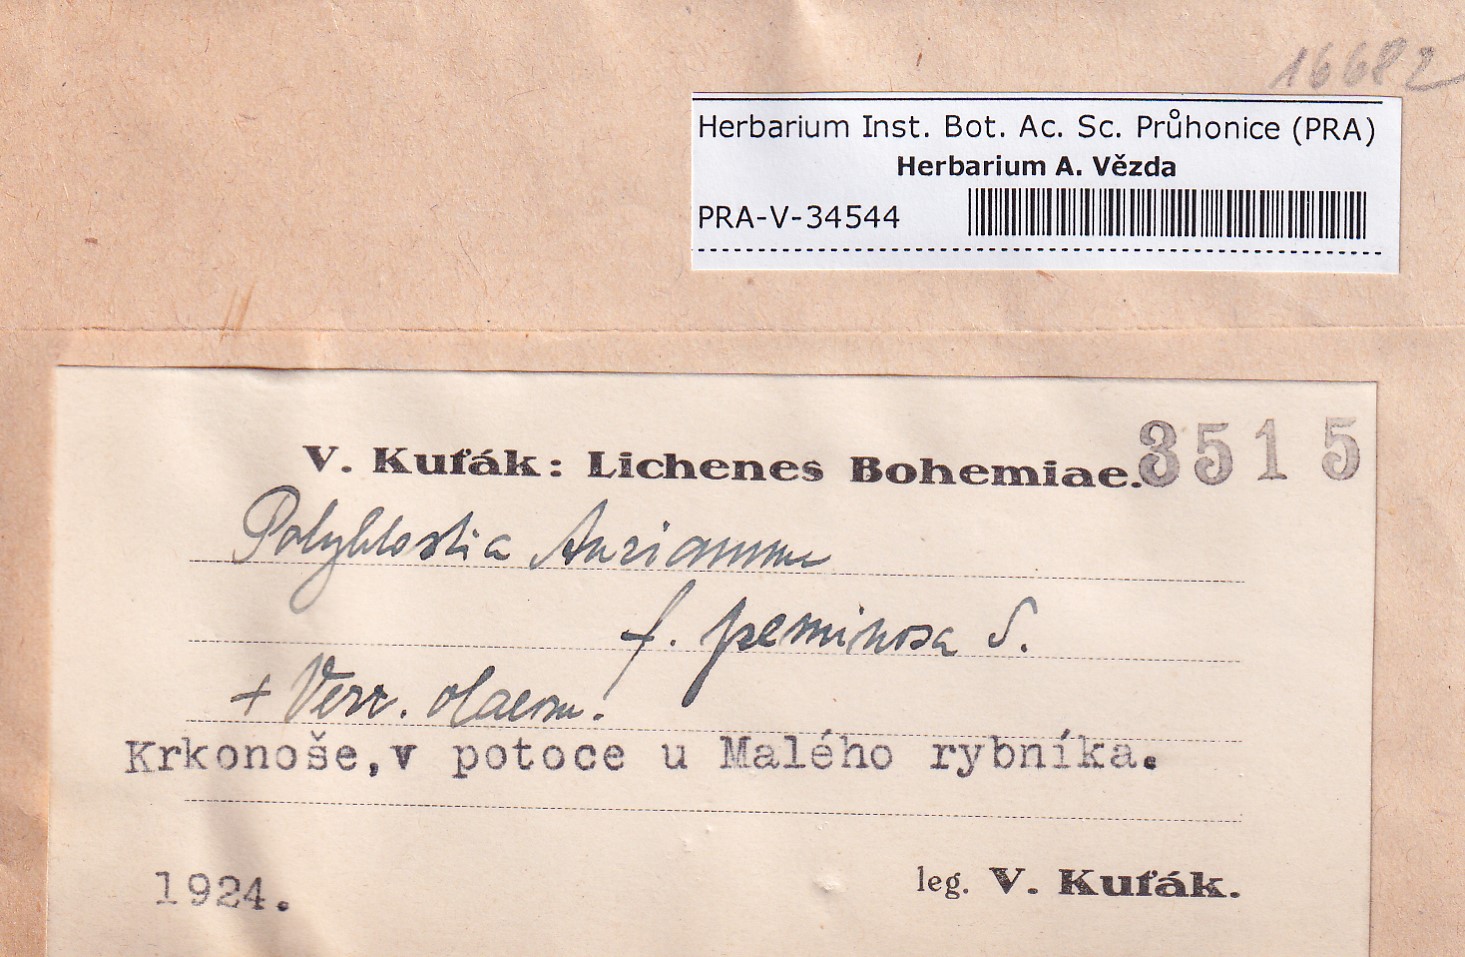 16682
Herbarium Inst. Bot. Ac. Sc. Průhonice (PRA)
Herbarium A. Vězda
PRA-V-34544
V. Kuťák: Lichenes Bohemiae.
3515
Polyblastia
f. S.
+ Verr.
Krkonoše, v potoce u Malého rybníka.
1924.
leg. V. Kuťák.